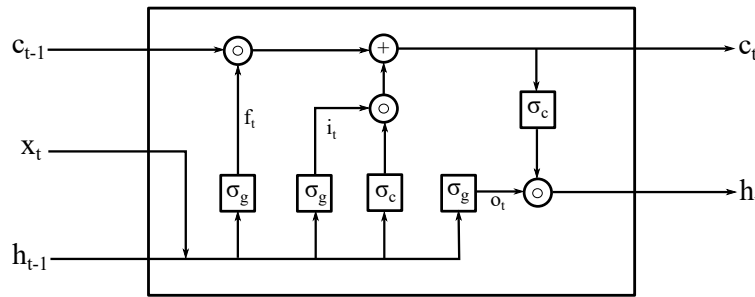 c_{t-1}
c_t
+
σ_c
f_t
i_t
x_t
σ_g
σ_g
σ_c
σ_g
o_t
h
h_{t-1}